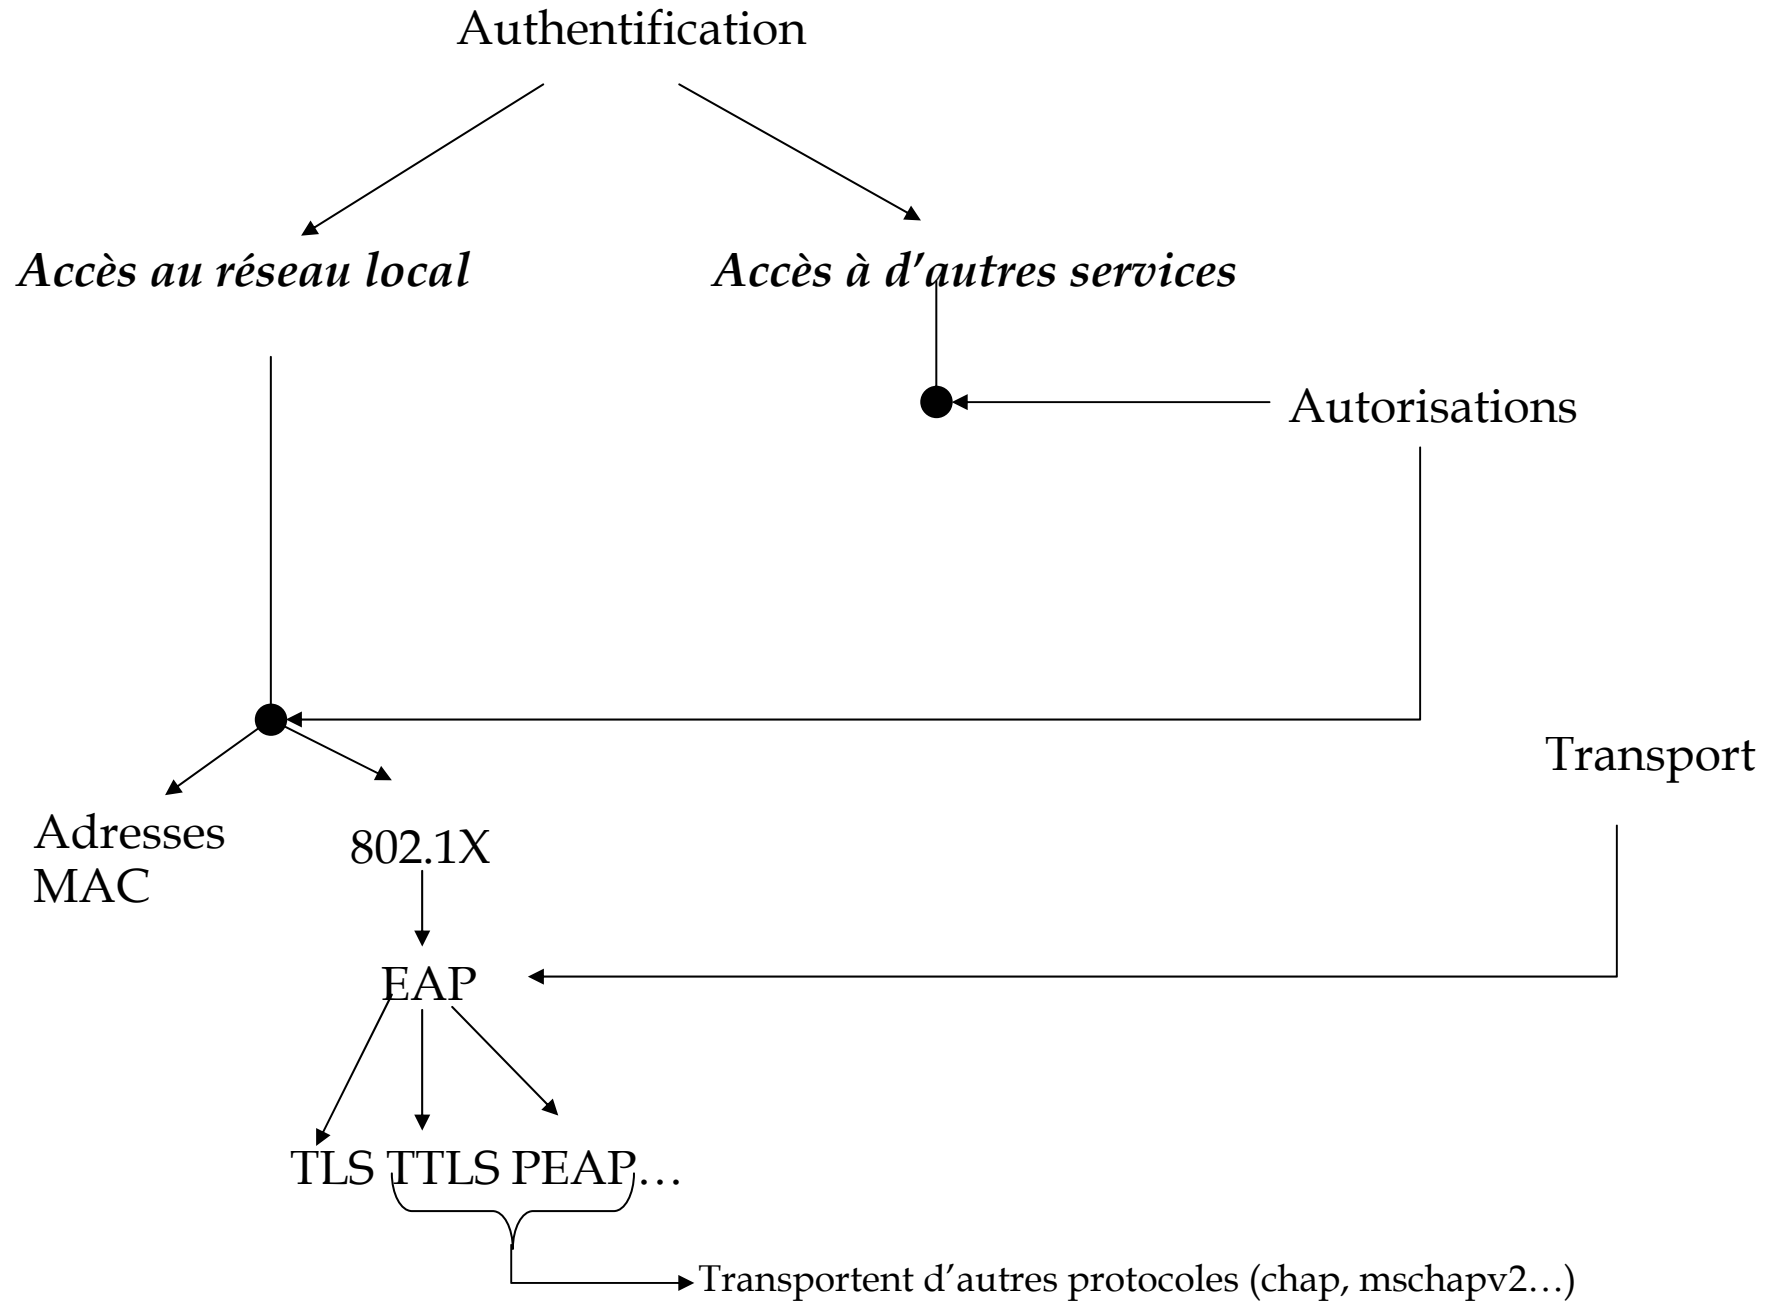 Authentification
Accès au réseau local
Accès à d’autres services
Autorisations
Transport
Adresses
MAC
802.1X
EAP
TLS TTLS PEAP…
Transportent d’autres protocoles (chap, mschapv2…)